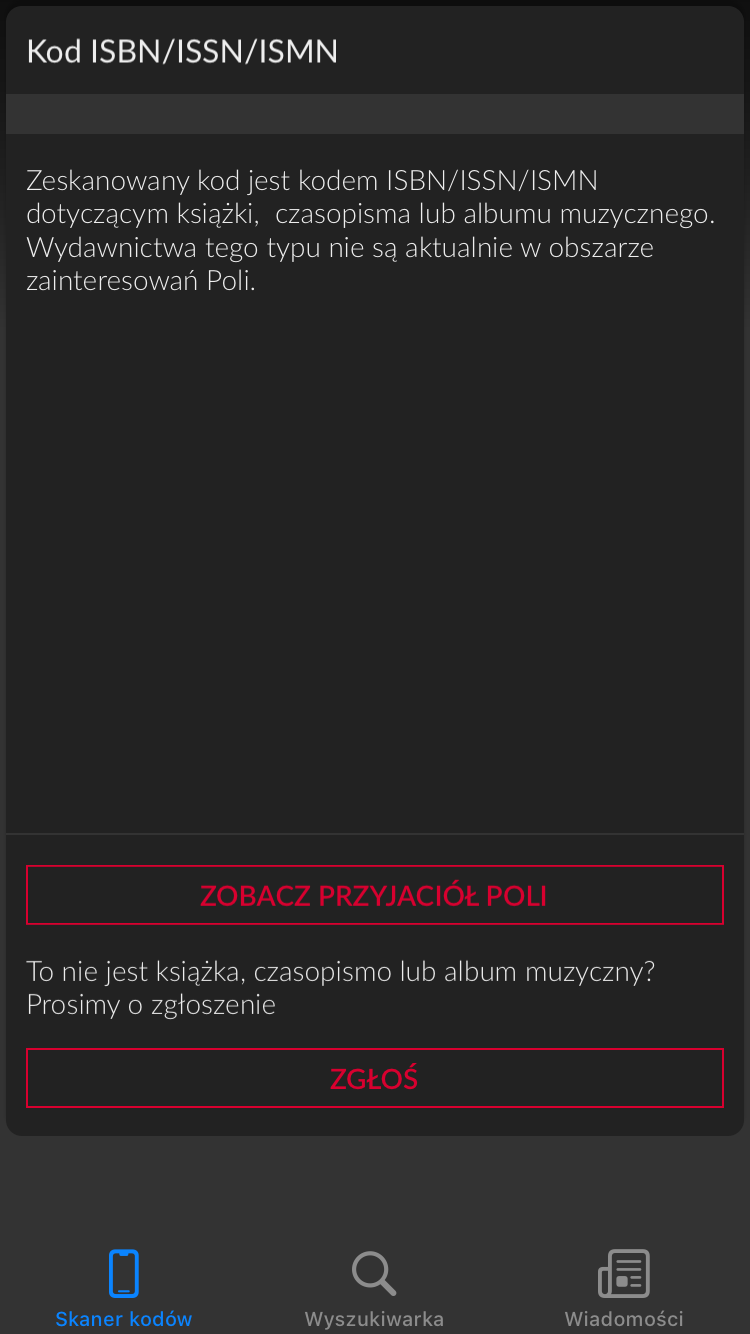 Kod ISBN/ISSN/ISMN
Zeskanowany kod jest kodem ISBN/ISSN/ISMN
dotyczącym książki,  czasopisma lub albumu muzycznego.
Wydawnictwa tego typu nie są aktualnie w obszarze
zainteresowań Poli.
ZOBACZ PRZYJACIÓŁ POLI
To nie jest książka, czasopismo lub album muzyczny?
Prosimy o zgłoszenie
ZGŁOŚ
Skaner kodów
Wyszukiwarka
Wiadomości